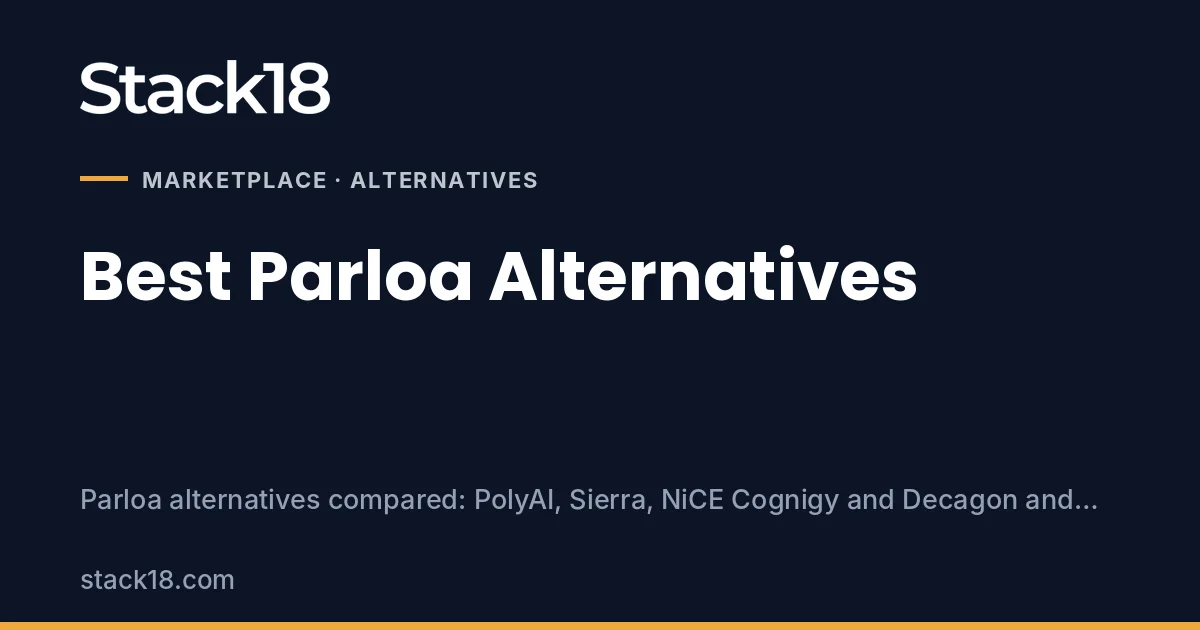 Stack18
MARKETPLACE · ALTERNATIVES
Best Parloa Alternatives
Parloa alternatives compared: PolyAI, Sierra, NiCE Cognigy and Decagon and...
stack18.com